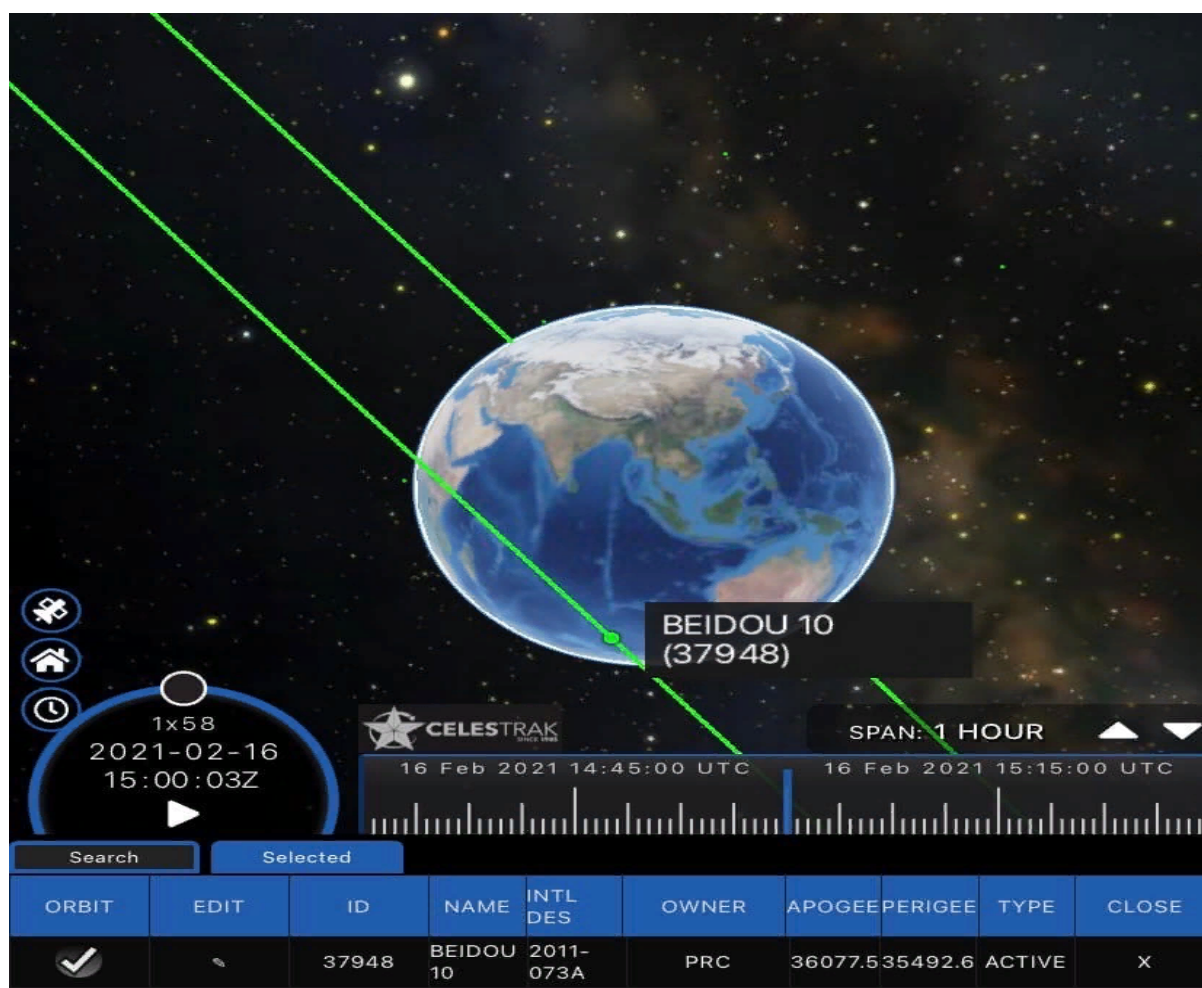 BEIDOU 10
(37948)
1x58
2021-02-16
15:00:03Z
CELESTRAK
SINCE 1985
SPAN: 1 HOUR
16 Feb 2021 14:45:00 UTC
16 Feb 2021 15:15:00 UTC
Search
Selected
ORBIT
EDIT
ID
NAME
INTL
DES
OWNER
APOGEE
PERIGEE
TYPE
CLOSE
37948
BEIDOU
10
2011-
073A
PRC
36077.5
35492.6
ACTIVE
X